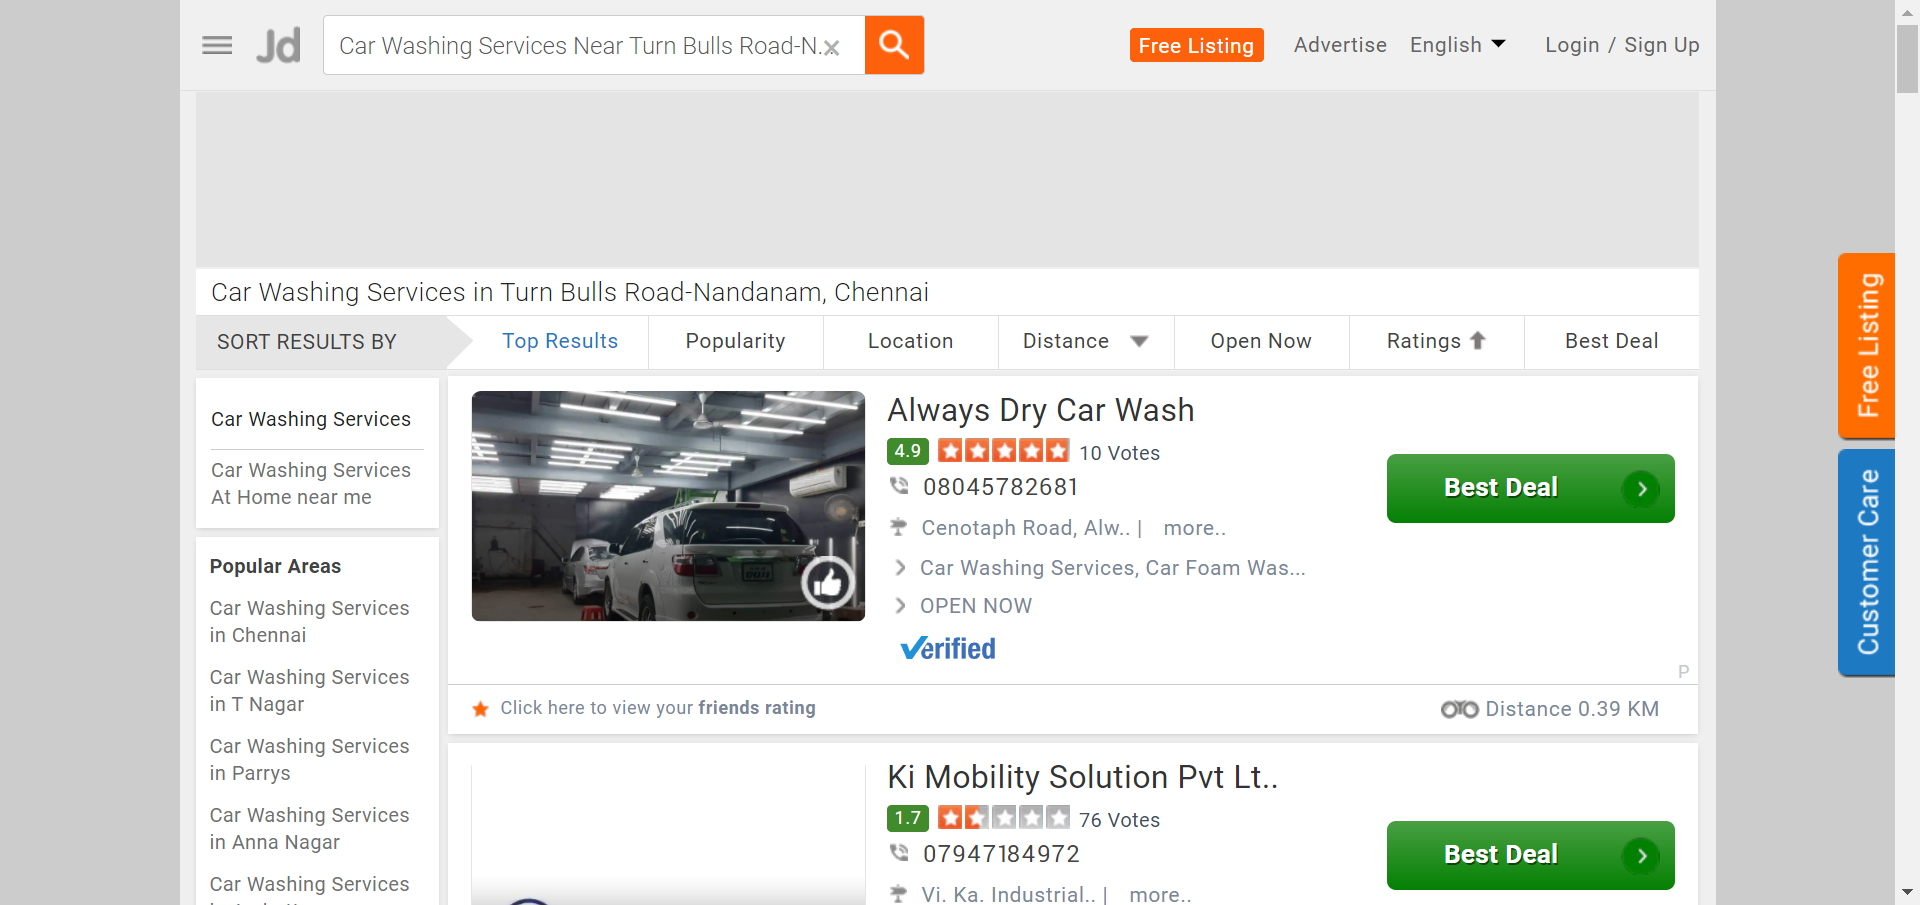 Jd
Car Washing Services Near Turn Bulls Road-N..
Free Listing
Advertise
English
Login / Sign Up
Car Washing Services in Turn Bulls Road-Nandanam, Chennai
SORT RESULTS BY
Top Results
Popularity
Location
Distance
Open Now
Ratings
Best Deal
Car Washing Services
Car Washing Services
At Home near me
Popular Areas
Car Washing Services
in Chennai
Car Washing Services
in T Nagar
Car Washing Services
in Parrys
Car Washing Services
in Anna Nagar
Car Washing Services
Always Dry Car Wash
4.9
10 Votes
08045782681
Cenotaph Road, Alw.. | more..
Car Washing Services, Car Foam Was...
OPEN NOW
Verified
Best Deal
P
Click here to view your friends rating
Distance 0.39 KM
Ki Mobility Solution Pvt Lt..
1.7
76 Votes
07947184972
Vi. Ka. Industrial.. | more..
Best Deal
Free Listing
Customer Care